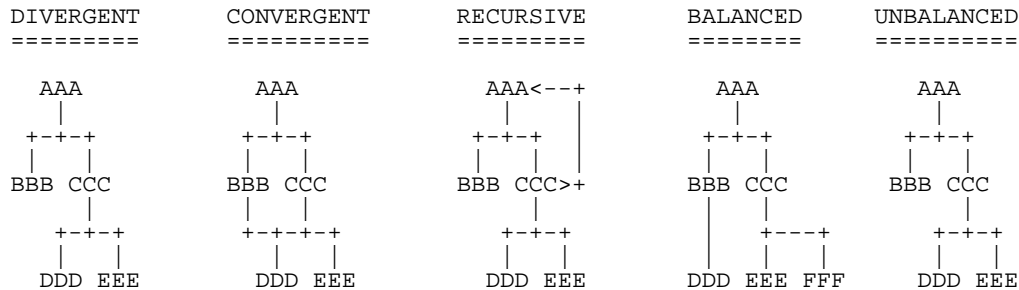 DIVERGENT CONVERGENT RECURSIVE BALANCED UNBALANCED
========= ========== ========= ======== ==========
AAA AAA AAA<--+ AAA AAA
| | | | | |
+-+-+ +-+-+ +-+-+ | +-+-+ +-+-+
| | | | | | | | | | |
BBB CCC BBB CCC BBB CCC>+ BBB CCC BBB CCC
| | | | | | |
+-+-+ +-+-+-+ +-+-+ | +---+ +-+-+
| | | | | | | | | | |
DDD EEE DDD EEE DDD EEE DDD EEE FFF DDD EEE